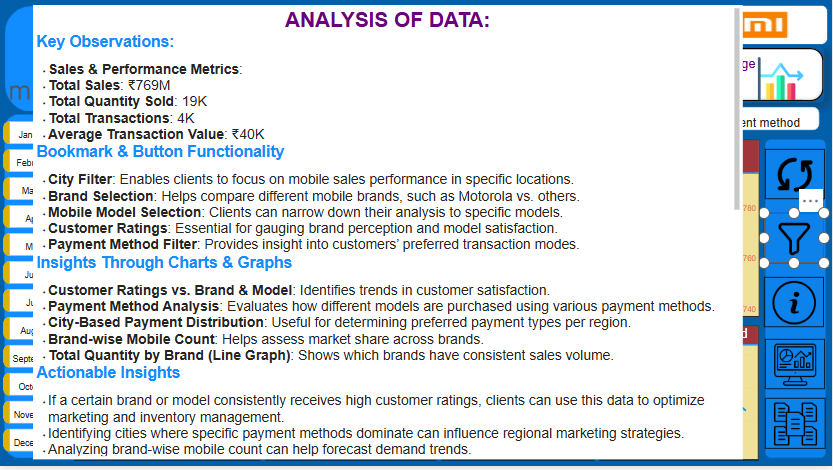 ANALYSIS OF DATA:
Key Observations:
· Sales & Performance Metrics:
· Total Sales: ₹769M
· Total Quantity Sold: 19K
· Total Transactions: 4K
· Average Transaction Value: ₹40K
Bookmark & Button Functionality
· City Filter: Enables clients to focus on mobile sales performance in specific locations.
· Brand Selection: Helps compare different mobile brands, such as Motorola vs. others.
· Mobile Model Selection: Clients can narrow down their analysis to specific models.
· Customer Ratings: Essential for gauging brand perception and model satisfaction.
· Payment Method Filter: Provides insight into customers’ preferred transaction modes.
Insights Through Charts & Graphs
· Customer Ratings vs. Brand & Model: Identifies trends in customer satisfaction.
· Payment Method Analysis: Evaluates how different models are purchased using various payment methods.
· City-Based Payment Distribution: Useful for determining preferred payment types per region.
· Brand-wise Mobile Count: Helps assess market share across brands.
· Total Quantity by Brand (Line Graph): Shows which brands have consistent sales volume.
Actionable Insights
· If a certain brand or model consistently receives high customer ratings, clients can use this data to optimize
marketing and inventory management.
· Identifying cities where specific payment methods dominate can influence regional marketing strategies.
· Analyzing brand-wise mobile count can help forecast demand trends.
m
Jan
Febr
Ma
Ap
M
Ju
Ju
Aug
Septe
Octo
Nove
Dece
mi
ge
ent method
780
760
740
d